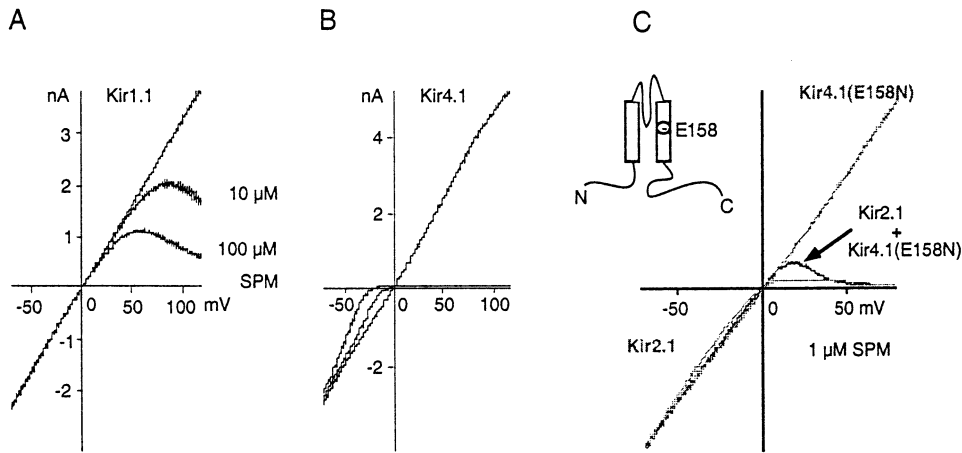 A
nA
Kir1.1
3
2
1
10 µM
100 µM
SPM
-50
0
50
100
mV
-1
-2
B
nA
Kir4.1
4
2
-50
0
50
100
-2
C
E158
N
C
Kir4.1(E158N)
Kir2.1
+
Kir4.1(E158N)
-50
0
50
mV
Kir2.1
1 µM SPM